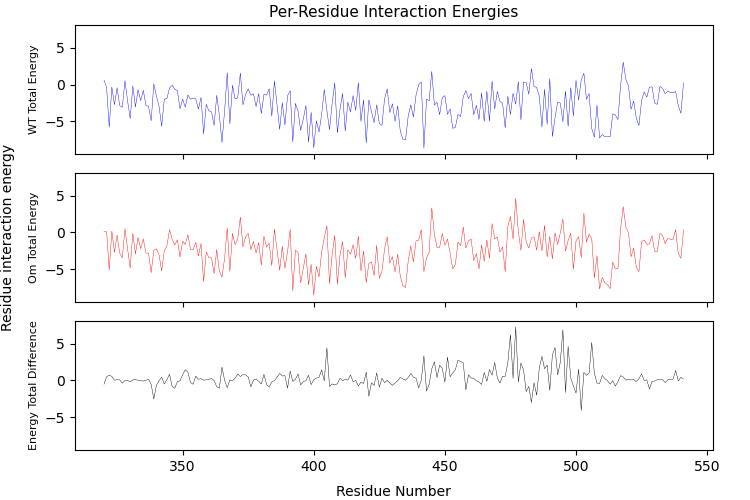 Per-Residue Interaction Energies
Residue interaction energy
WT Total Energy
5
0
−5
Om Total Energy
5
0
−5
Energy Total Difference
5
0
−5
350 400 450 500 550
Residue Number